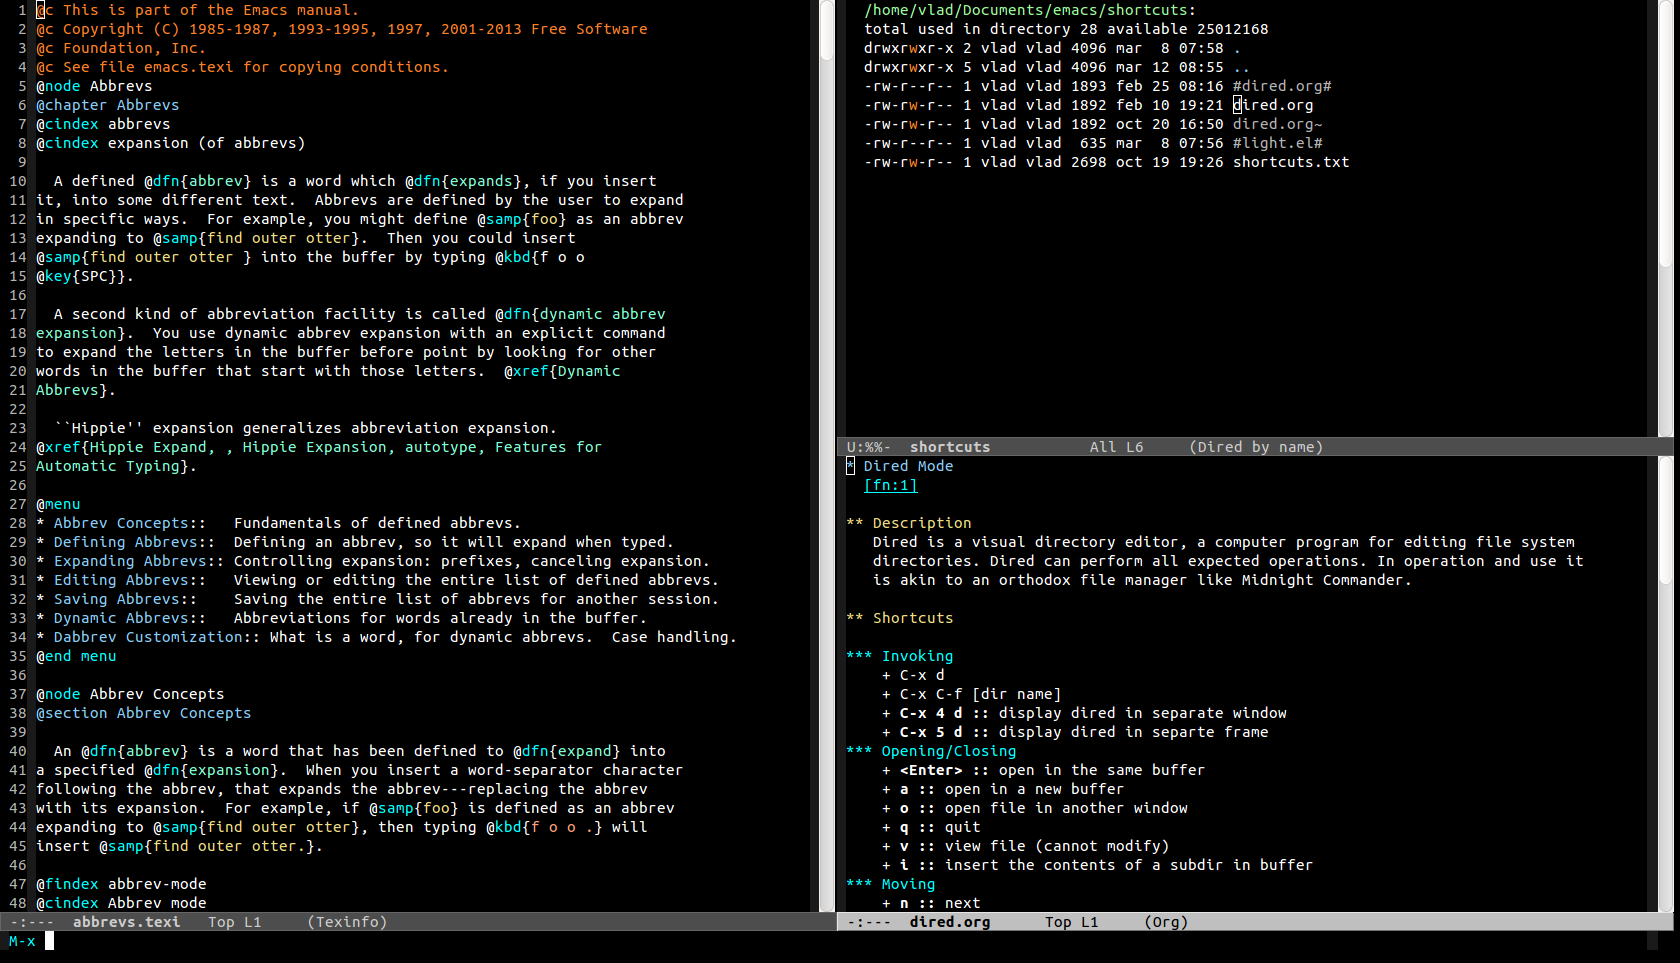 1 @c This is part of the Emacs manual.
2 @c Copyright (C) 1985-1987, 1993-1995, 1997, 2001-2013 Free Software
3 @c Foundation, Inc.
4 @c See file emacs.texi for copying conditions.
5 @node Abbrevs
6 @chapter Abbrevs
7 @cindex abbrevs
8 @cindex expansion (of abbrevs)
9
10   A defined @dfn{abbrev} is a word which @dfn{expands}, if you insert
11 it, into some different text.  Abbrevs are defined by the user to expand
12 in specific ways.  For example, you might define @samp{foo} as an abbrev
13 expanding to @samp{find outer otter}.  Then you could insert
14 @samp{find outer otter } into the buffer by typing @kbd{f o o
15 @key{SPC}}.
16
17   A second kind of abbreviation facility is called @dfn{dynamic abbrev
18 expansion}.  You use dynamic abbrev expansion with an explicit command
19 to expand the letters in the buffer before point by looking for other
20 words in the buffer that start with those letters.  @xref{Dynamic
21 Abbrevs}.
22
23   ``Hippie'' expansion generalizes abbreviation expansion.
24 @xref{Hippie Expand, , Hippie Expansion, autotype, Features for
25 Automatic Typing}.
26
27 @menu
28 * Abbrev Concepts::   Fundamentals of defined abbrevs.
29 * Defining Abbrevs::  Defining an abbrev, so it will expand when typed.
30 * Expanding Abbrevs:: Controlling expansion: prefixes, canceling expansion.
31 * Editing Abbrevs::   Viewing or editing the entire list of defined abbrevs.
32 * Saving Abbrevs::    Saving the entire list of abbrevs for another session.
33 * Dynamic Abbrevs::   Abbreviations for words already in the buffer.
34 * Dabbrev Customization:: What is a word, for dynamic abbrevs.  Case handling.
35 @end menu
36
37 @node Abbrev Concepts
38 @section Abbrev Concepts
39
40   An @dfn{abbrev} is a word that has been defined to @dfn{expand} into
41 a specified @dfn{expansion}.  When you insert a word-separator character
42 following the abbrev, that expands the abbrev---replacing the abbrev
43 with its expansion.  For example, if @samp{foo} is defined as an abbrev
44 expanding to @samp{find outer otter}, then typing @kbd{f o o .} will
45 insert @samp{find outer otter.}.
46
47 @findex abbrev-mode
48 @cindex Abbrev mode
-:---  abbrevs.texi   Top L1     (Texinfo)
M-x
/home/vlad/Documents/emacs/shortcuts:
total used in directory 28 available 25012168
drwxrwxr-x 2 vlad vlad 4096 mar  8 07:58 .
drwxrwxr-x 5 vlad vlad 4096 mar 12 08:55 ..
-rw-r--r-- 1 vlad vlad 1893 feb 25 08:16 #dired.org#
-rw-rw-r-- 1 vlad vlad 1892 feb 10 19:21 dired.org
-rw-rw-r-- 1 vlad vlad 1892 oct 20 16:50 dired.org~
-rw-r--r-- 1 vlad vlad  635 mar  8 07:56 #light.el#
-rw-rw-r-- 1 vlad vlad 2698 oct 19 19:26 shortcuts.txt
U:%%-  shortcuts           All L6     (Dired by name)
* Dired Mode
  [fn:1]
** Description
   Dired is a visual directory editor, a computer program for editing file system
   directories. Dired can perform all expected operations. In operation and use it
   is akin to an orthodox file manager like Midnight Commander.
** Shortcuts
*** Invoking
    + C-x d
    + C-x C-f [dir name]
    + C-x 4 d :: display dired in separate window
    + C-x 5 d :: display dired in separte frame
*** Opening/Closing
    + <Enter> :: open in the same buffer
    + a :: open in a new buffer
    + o :: open file in another window
    + q :: quit
    + v :: view file (cannot modify)
    + i :: insert the contents of a subdir in buffer
*** Moving
    + n :: next
-:---  dired.org      Top L1     (Org)